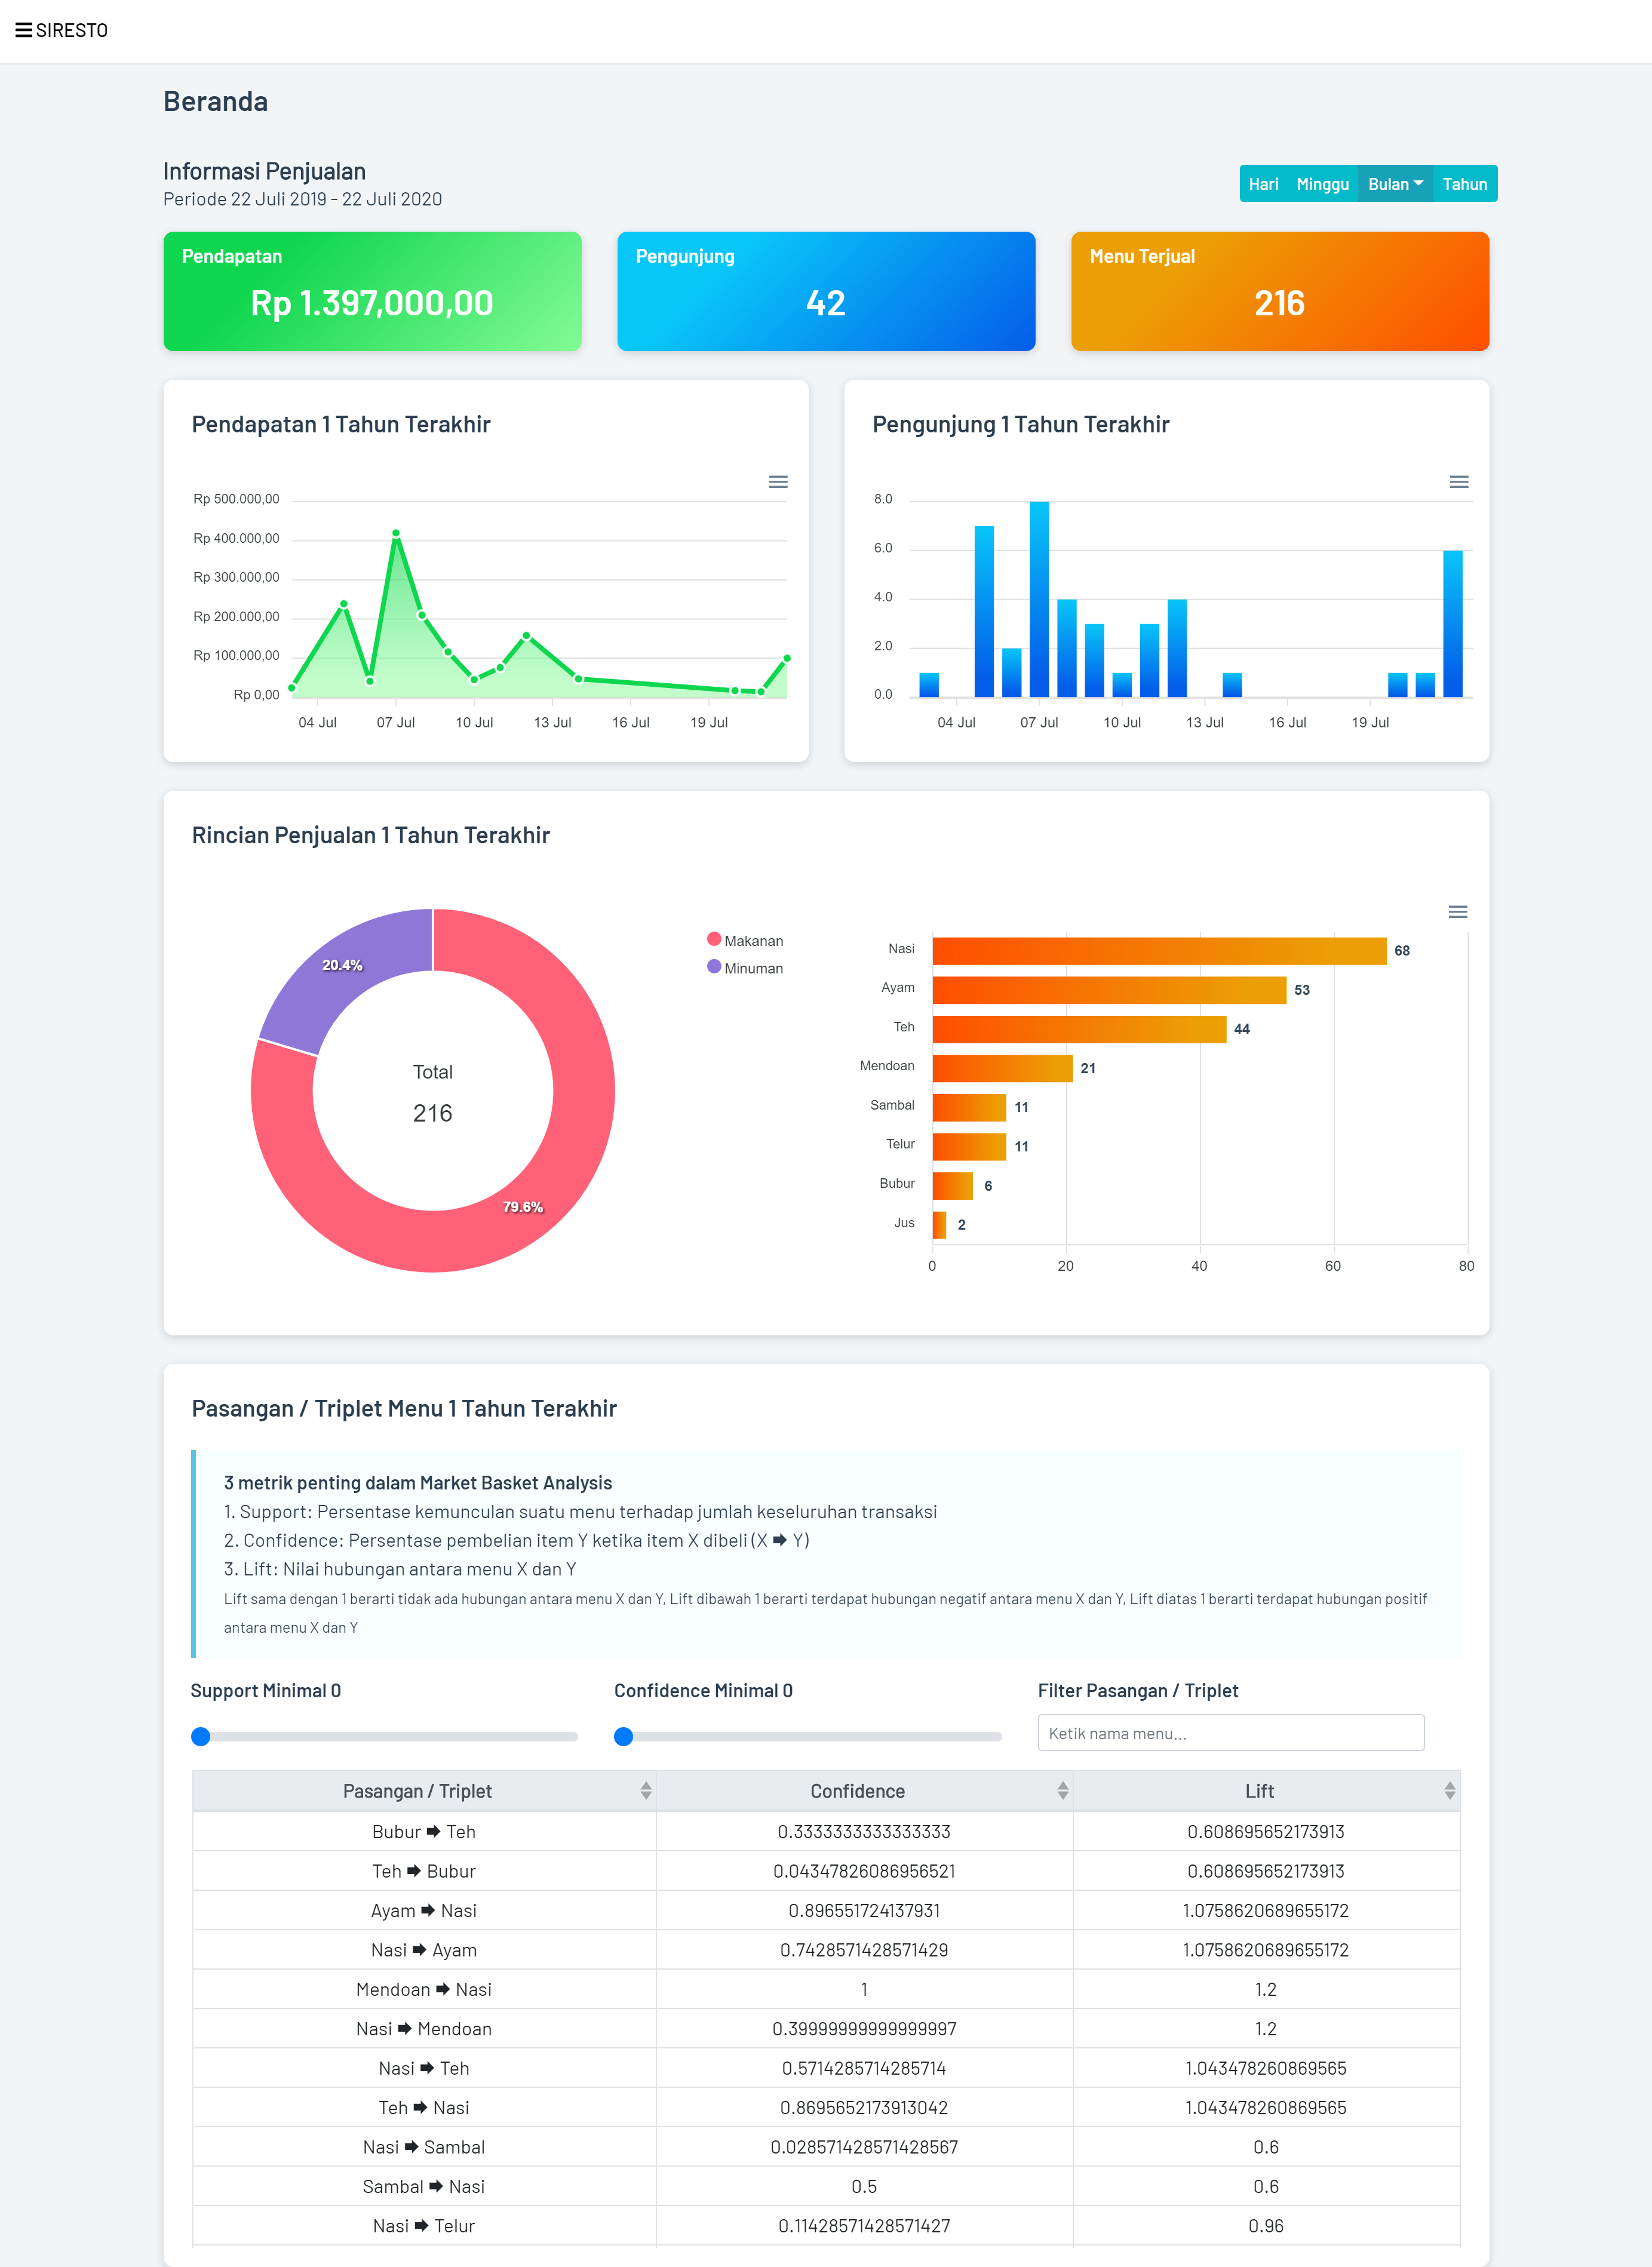 SIRESTO
Beranda
Informasi Penjualan
Periode 22 Juli 2019 - 22 Juli 2020
Hari Minggu Bulan Tahun
Pendapatan
Rp 1.397,000,00
Pengunjung
42
Menu Terjual
216
Pendapatan 1 Tahun Terakhir
Rp 500.000,00
Rp 400.000,00
Rp 300.000,00
Rp 200.000,00
Rp 100.000,00
Rp 0,00
04 Jul 07 Jul 10 Jul 13 Jul 16 Jul 19 Jul
Pengunjung 1 Tahun Terakhir
8.0
6.0
4.0
2.0
0.0
04 Jul 07 Jul 10 Jul 13 Jul 16 Jul 19 Jul
Rincian Penjualan 1 Tahun Terakhir
20.4%
79.6%
Total
216
Makanan
Minuman
Nasi 68
Ayam 53
Teh 44
Mendoan 21
Sambal 11
Telur 11
Bubur 6
Jus 2
0 20 40 60 80
Pasangan / Triplet Menu 1 Tahun Terakhir
3 metrik penting dalam Market Basket Analysis
1. Support: Persentase kemunculan suatu menu terhadap jumlah keseluruhan transaksi
2. Confidence: Persentase pembelian item Y ketika item X dibeli (X ➡ Y)
3. Lift: Nilai hubungan antara menu X dan Y
Lift sama dengan 1 berarti tidak ada hubungan antara menu X dan Y, Lift dibawah 1 berarti terdapat hubungan negatif antara menu X dan Y, Lift diatas 1 berarti terdapat hubungan positif
antara menu X dan Y
Support Minimal 0
Confidence Minimal 0
Filter Pasangan / Triplet
Ketik nama menu...
Pasangan / Triplet Confidence Lift
Bubur ➡ Teh 0.3333333333333333 0.608695652173913
Teh ➡ Bubur 0.04347826086956521 0.608695652173913
Ayam ➡ Nasi 0.896551724137931 1.0758620689655172
Nasi ➡ Ayam 0.7428571428571429 1.0758620689655172
Mendoan ➡ Nasi 1 1.2
Nasi ➡ Mendoan 0.39999999999999997 1.2
Nasi ➡ Teh 0.5714285714285714 1.043478260869565
Teh ➡ Nasi 0.8695652173913042 1.043478260869565
Nasi ➡ Sambal 0.028571428571428567 0.6
Sambal ➡ Nasi 0.5 0.6
Nasi ➡ Telur 0.11428571428571427 0.96